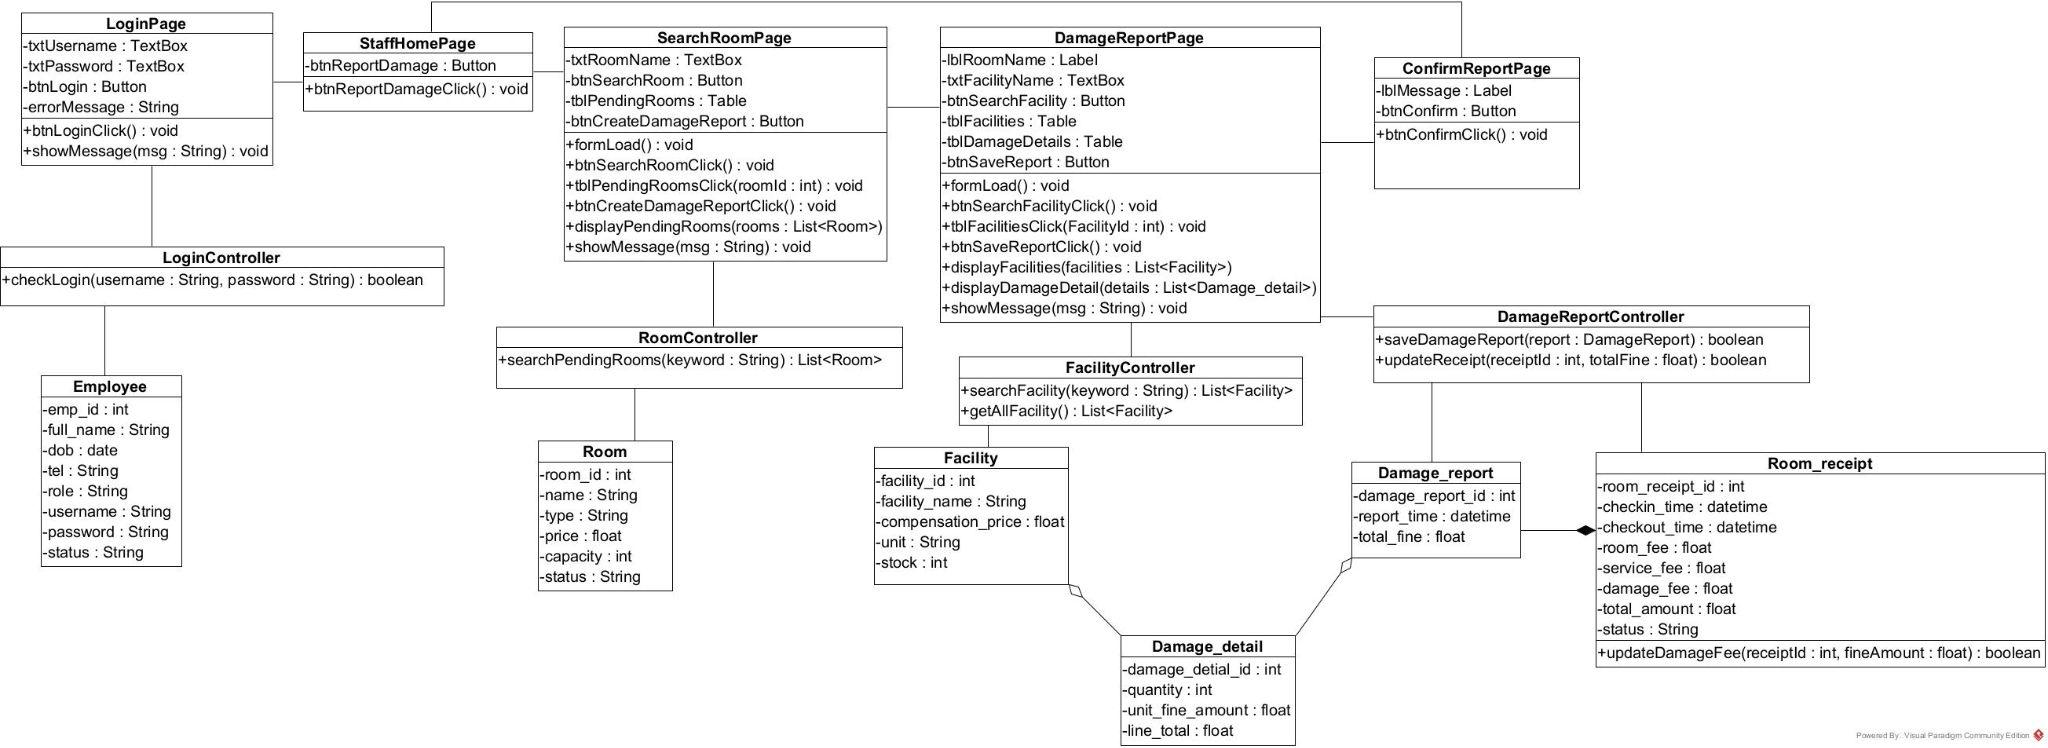 LoginPage
-txtUsername : TextBox
-txtPassword : TextBox
-btnLogin : Button
-errorMessage : String
+btnLoginClick() : void
+showMessage(msg : String) : void
StaffHomePage
-btnReportDamage : Button
+btnReportDamageClick() : void
SearchRoomPage
-txtRoomName : TextBox
-btnSearchRoom : Button
-tblPendingRooms : Table
-btnCreateDamageReport : Button
+formLoad() : void
+btnSearchRoomClick() : void
+tblPendingRoomsClick(roomId : int) : void
+btnCreateDamageReportClick() : void
+displayPendingRooms(rooms : List<Room>)
+showMessage(msg : String) : void
DamageReportPage
-lblRoomName : Label
-txtFacilityName : TextBox
-btnSearchFacility : Button
-tblFacilities : Table
-tblDamageDetails : Table
-btnSaveReport : Button
+formLoad() : void
+btnSearchFacilityClick() : void
+tblFacilitiesClick(FacilityId : int) : void
+btnSaveReportClick() : void
+displayFacilities(facilities : List<Facility>)
+displayDamageDetail(details : List<Damage_detail>)
+showMessage(msg : String) : void
ConfirmReportPage
-lblMessage : Label
-btnConfirm : Button
+btnConfirmClick() : void
LoginController
+checkLogin(username : String, password : String) : boolean
RoomController
+searchPendingRooms(keyword : String) : List<Room>
FacilityController
+searchFacility(keyword : String) : List<Facility>
+getAllFacility() : List<Facility>
DamageReportController
+saveDamageReport(report : DamageReport) : boolean
+updateReceipt(receiptId : int, totalFine : float) : boolean
Employee
-emp_id : int
-full_name : String
-dob : date
-tel : String
-role : String
-username : String
-password : String
-status : String
Room
-room_id : int
-name : String
-type : String
-price : float
-capacity : int
-status : String
Facility
-facility_id : int
-facility_name : String
-compensation_price : float
-unit : String
-stock : int
Damage_report
-damage_report_id : int
-report_time : datetime
-total_fine : float
Room_receipt
-room_receipt_id : int
-checkin_time : datetime
-checkout_time : datetime
-room_fee : float
-service_fee : float
-damage_fee : float
-total_amount : float
-status : String
+updateDamageFee(receiptId : int, fineAmount : float) : boolean
Damage_detail
-damage_detial_id : int
-quantity : int
-unit_fine_amount : float
-line_total : float
Powered By Visual Paradigm Community Edition